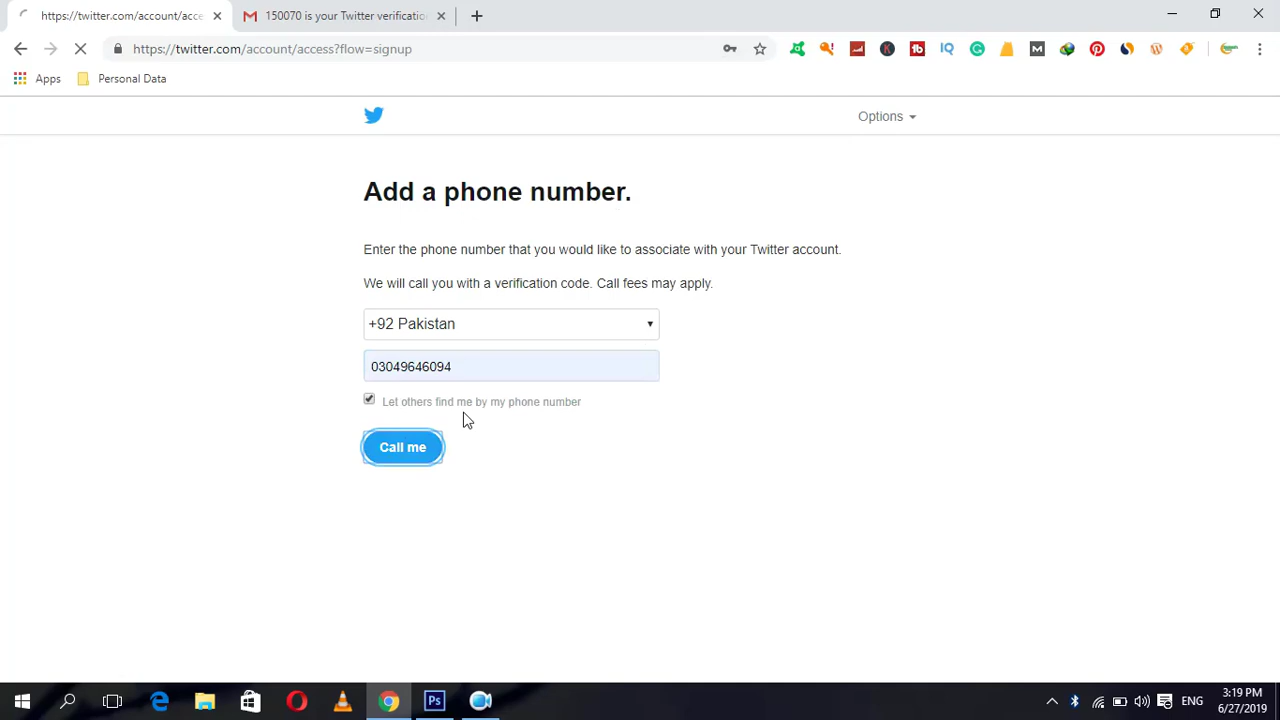 https://twitter.com/account/acce
150070 is your Twitter verificatio
https://twitter.com/account/access?flow=signup
Apps
Personal Data
Options
Add a phone number.
Enter the phone number that you would like to associate with your Twitter account.
We will call you with a verification code. Call fees may apply.
+92 Pakistan
03049646094
Let others find me by my phone number
Call me
ENG
3:19 PM
6/27/2019